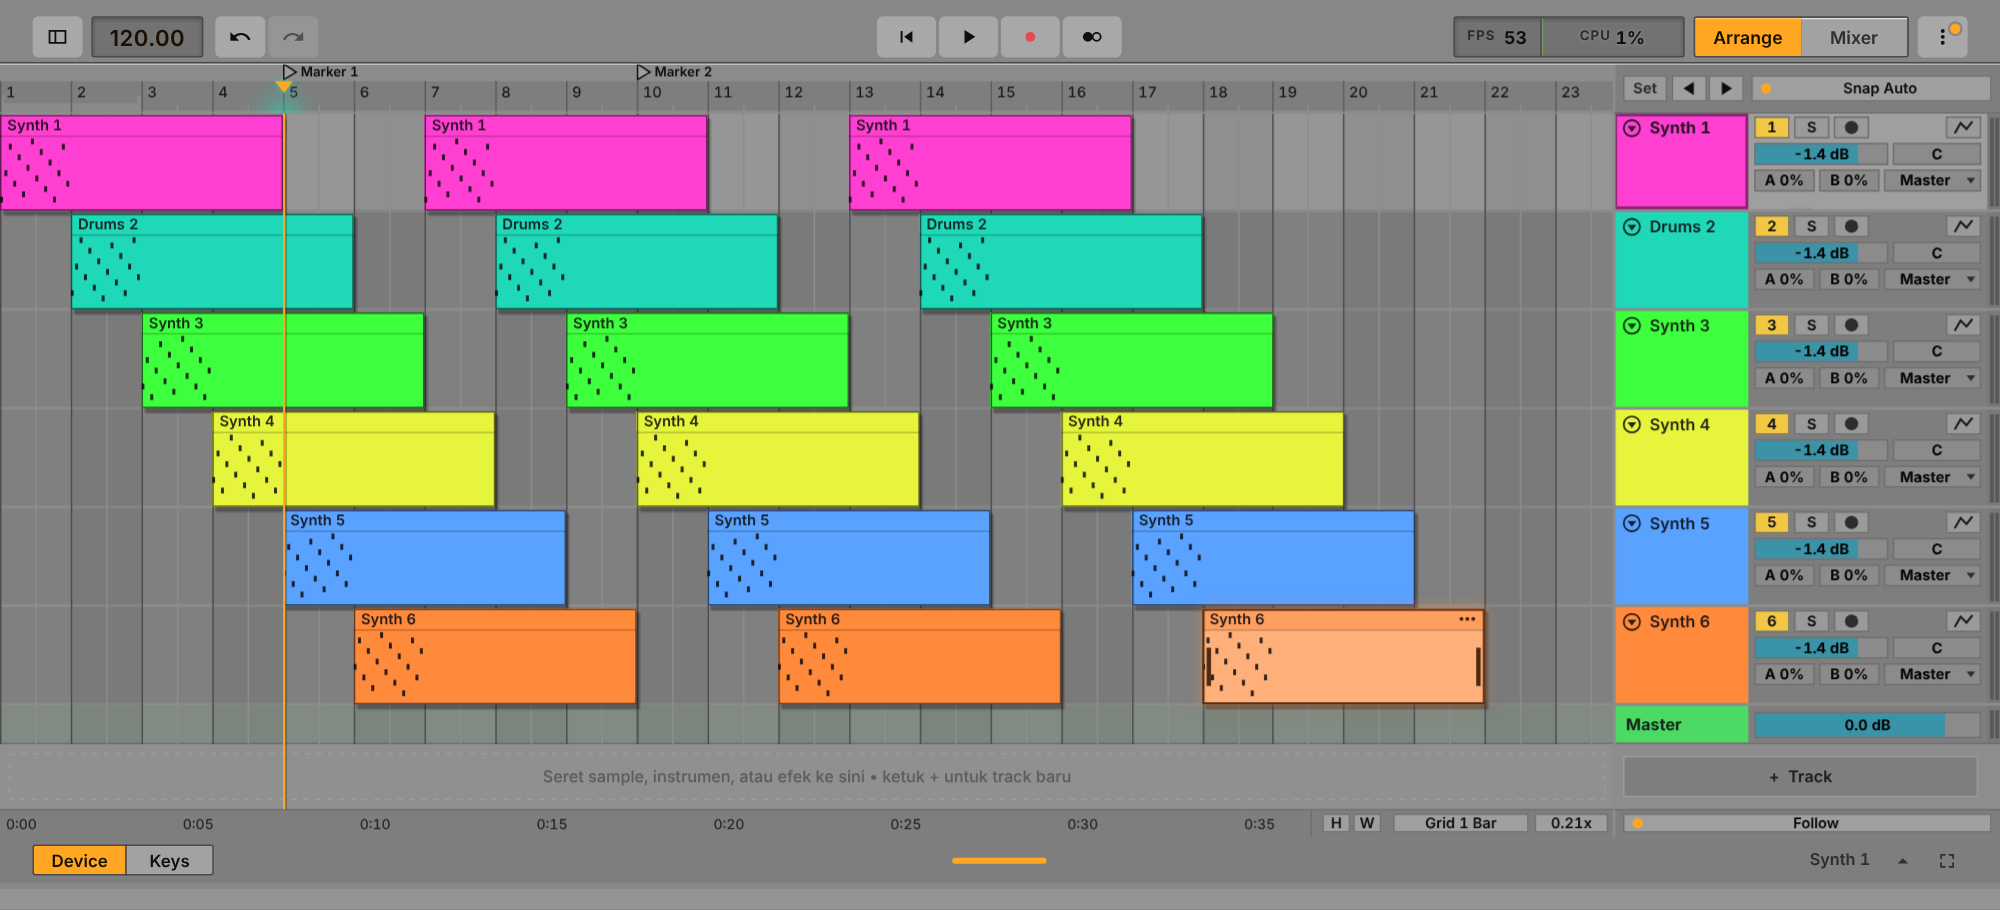 120.00
FPS 53 CPU 1% Arrange Mixer
Marker 1 Marker 2
1 2 3 4 5 6 7 8 9 10 11 12 13 14 15 16 17 18 19 20 21 22 23
Set Snap Auto
Synth 1 Synth 1 Synth 1
Synth 1 1 S
-1.4 dB C
A 0% B 0% Master
Drums 2 Drums 2 Drums 2
Drums 2 2 S
-1.4 dB C
A 0% B 0% Master
Synth 3 Synth 3 Synth 3
Synth 3 3 S
-1.4 dB C
A 0% B 0% Master
Synth 4 Synth 4 Synth 4
Synth 4 4 S
-1.4 dB C
A 0% B 0% Master
Synth 5 Synth 5 Synth 5
Synth 5 5 S
-1.4 dB C
A 0% B 0% Master
Synth 6 Synth 6 Synth 6
Synth 6 6 S
-1.4 dB C
A 0% B 0% Master
Master 0.0 dB
Seret sample, instrumen, atau efek ke sini • ketuk + untuk track baru
+ Track
0:00 0:05 0:10 0:15 0:20 0:25 0:30 0:35
H W Grid 1 Bar 0.21x Follow
Device Keys Synth 1